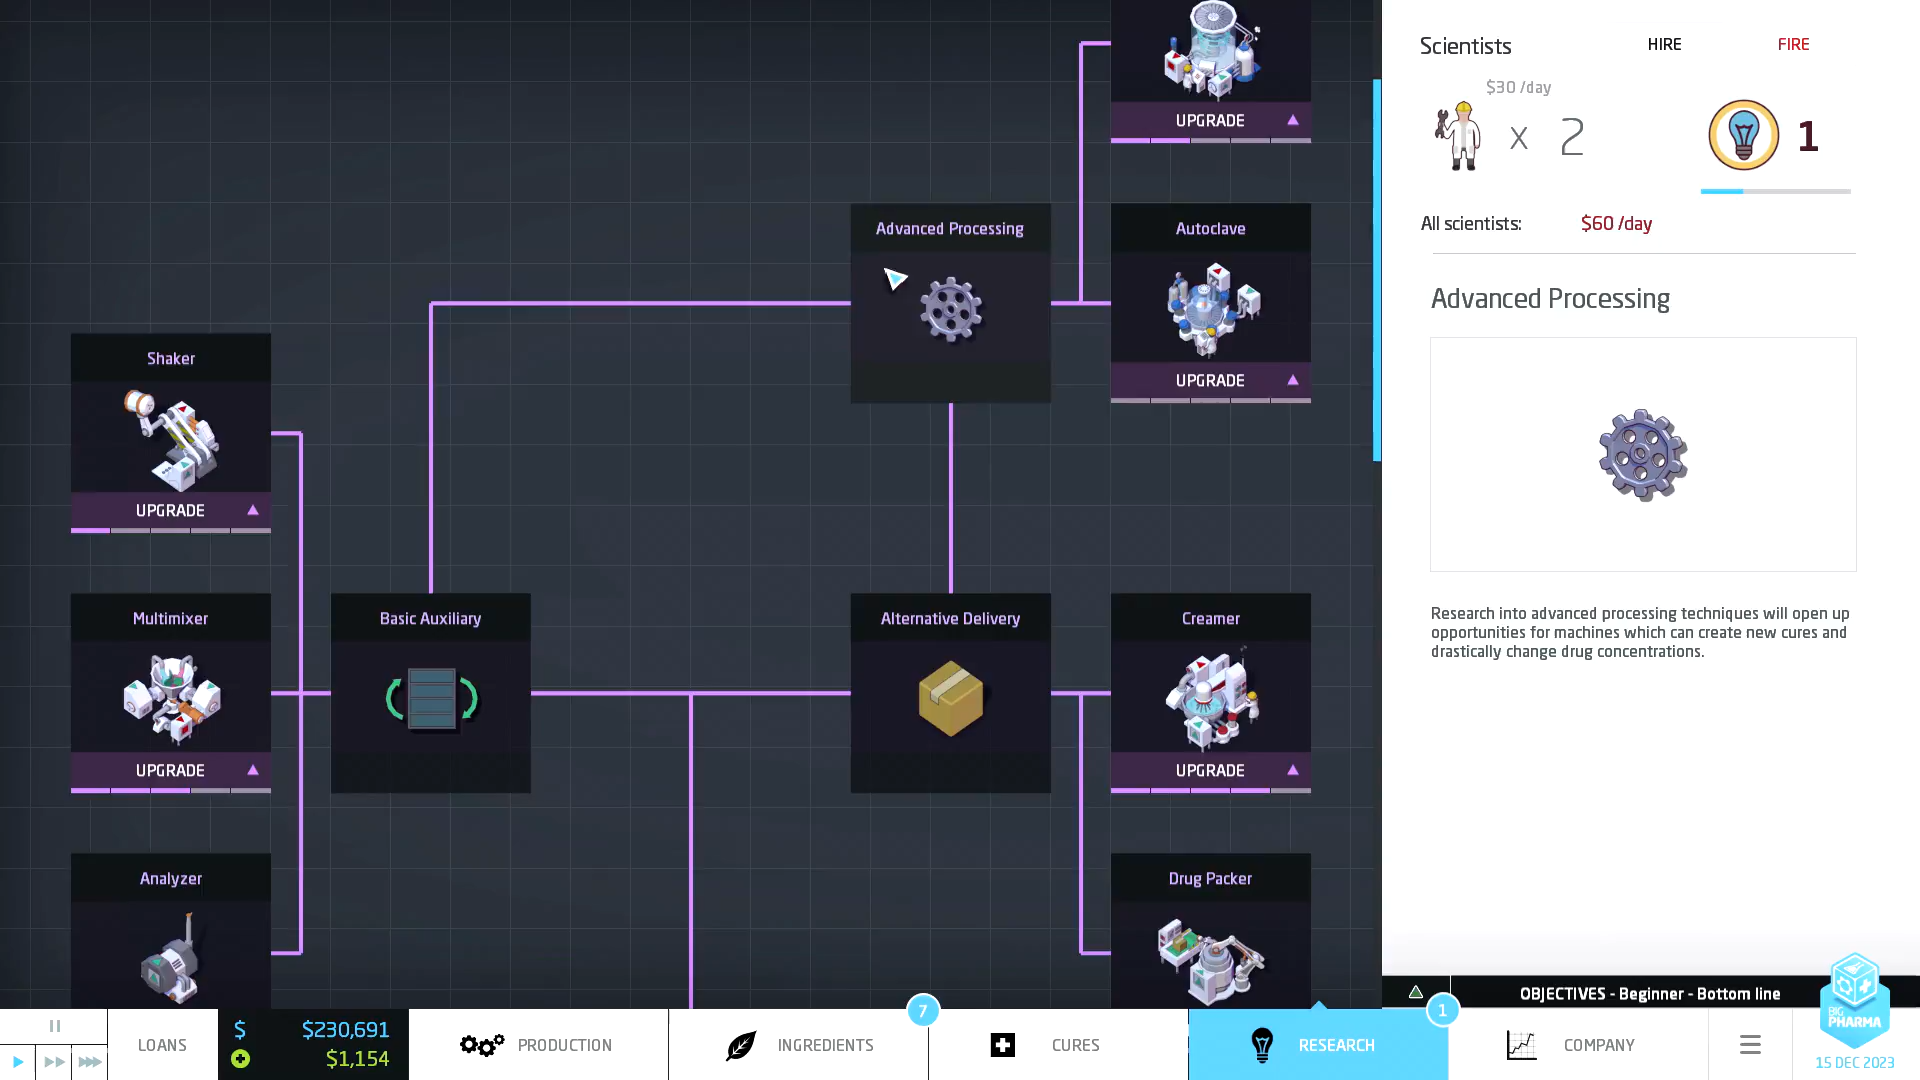 UPGRADE
Advanced Processing
Autoclave
UPGRADE
Shaker
UPGRADE
Multimixer
UPGRADE
Basic Auxiliary
Alternative Delivery
Creamer
UPGRADE
Analyzer
Drug Packer
Scientists
HIRE
FIRE
$30 /day
x 2
1
All scientists:
$60 /day
Advanced Processing
Research into advanced processing techniques will open up
opportunities for machines which can create new cures and
drastically change drug concentrations.
OBJECTIVES - Beginner - Bottom line
LOANS
$ $230,691
$1,154
PRODUCTION
INGREDIENTS
7
CURES
RESEARCH
1
COMPANY
BIG
PHARMA
15 DEC 2023